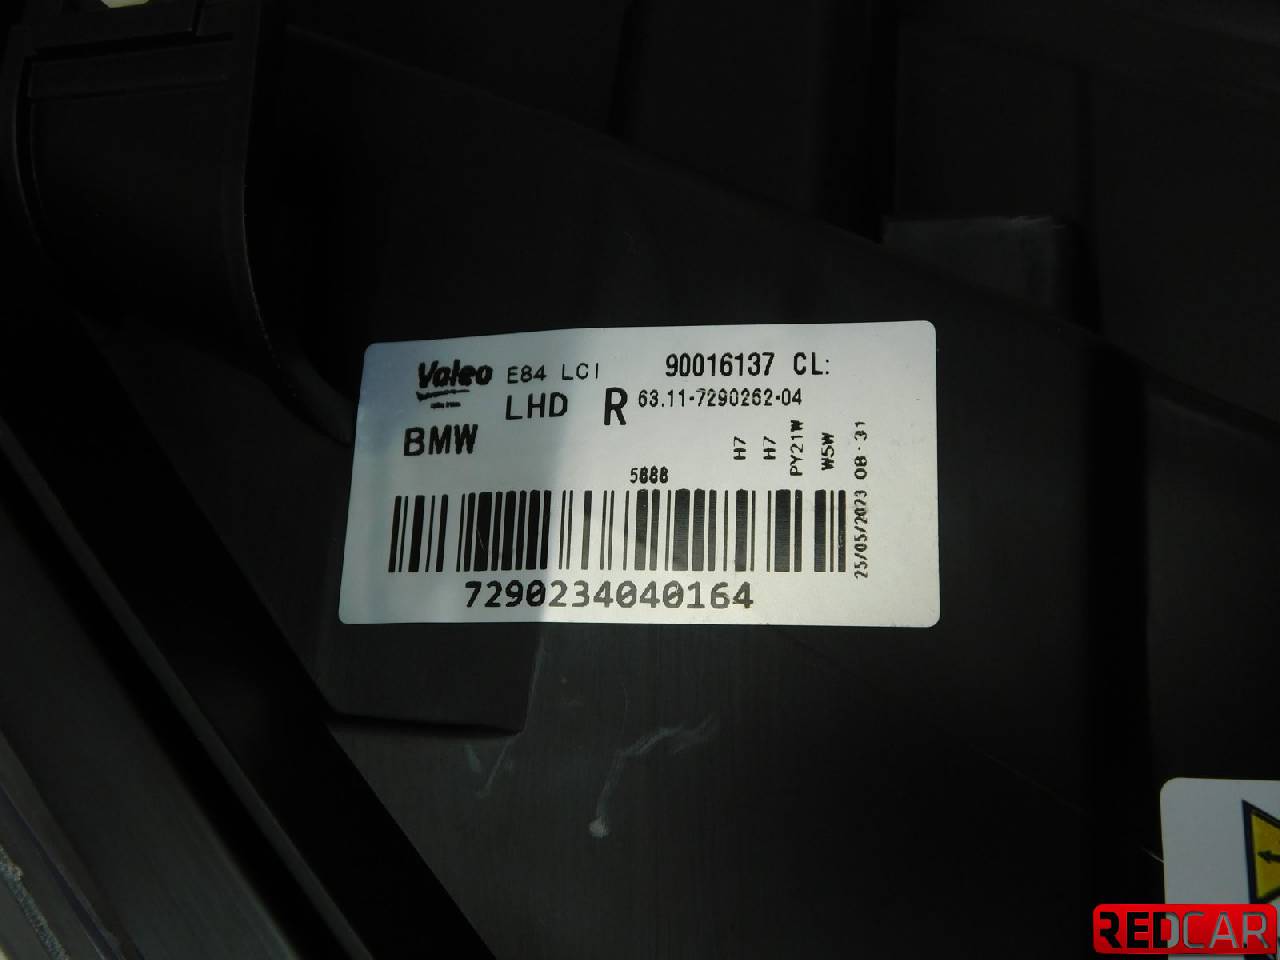 Valeo E84 LCI 90016137 CL:
LHD R 63.11-7290262-04
BMW
H7
H7
PY21W
W5W
25/05/2023 08:31
5888
7290234040164
REDCAR